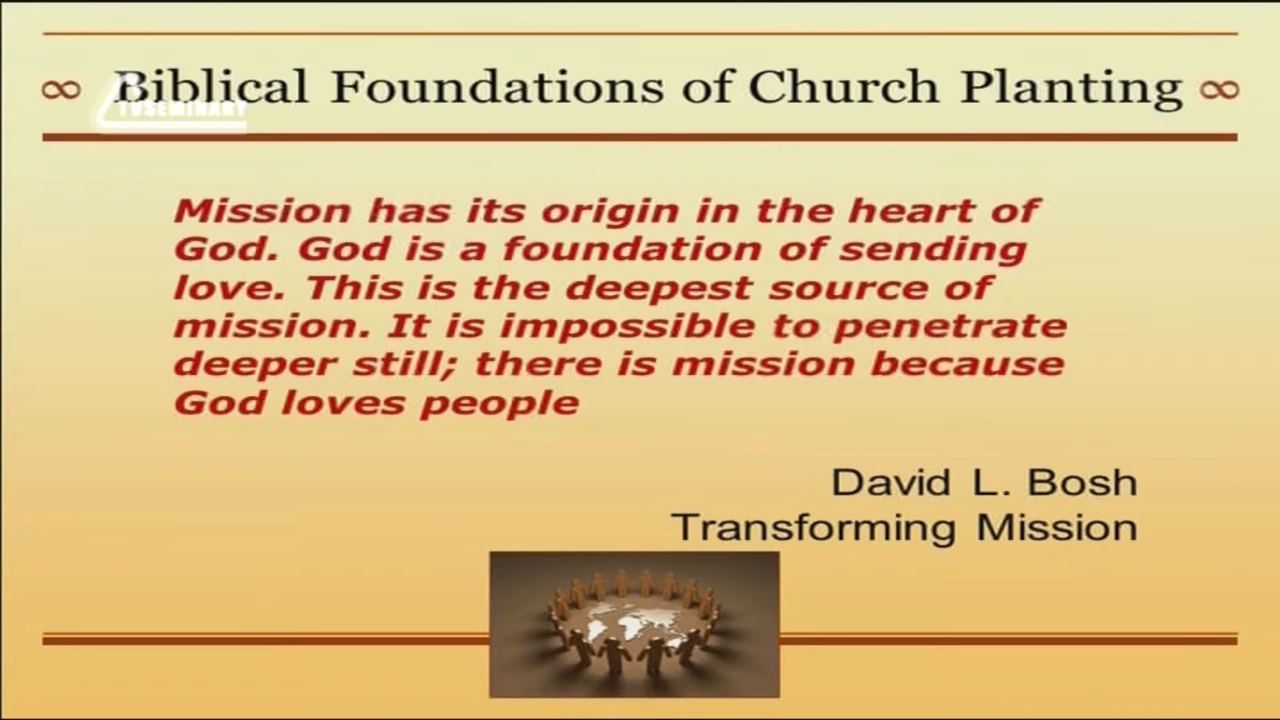 ∞ Biblical Foundations of Church Planting ∞
TVSEMINARY
Mission has its origin in the heart of
God. God is a foundation of sending
love. This is the deepest source of
mission. It is impossible to penetrate
deeper still; there is mission because
God loves people
David L. Bosh
Transforming Mission